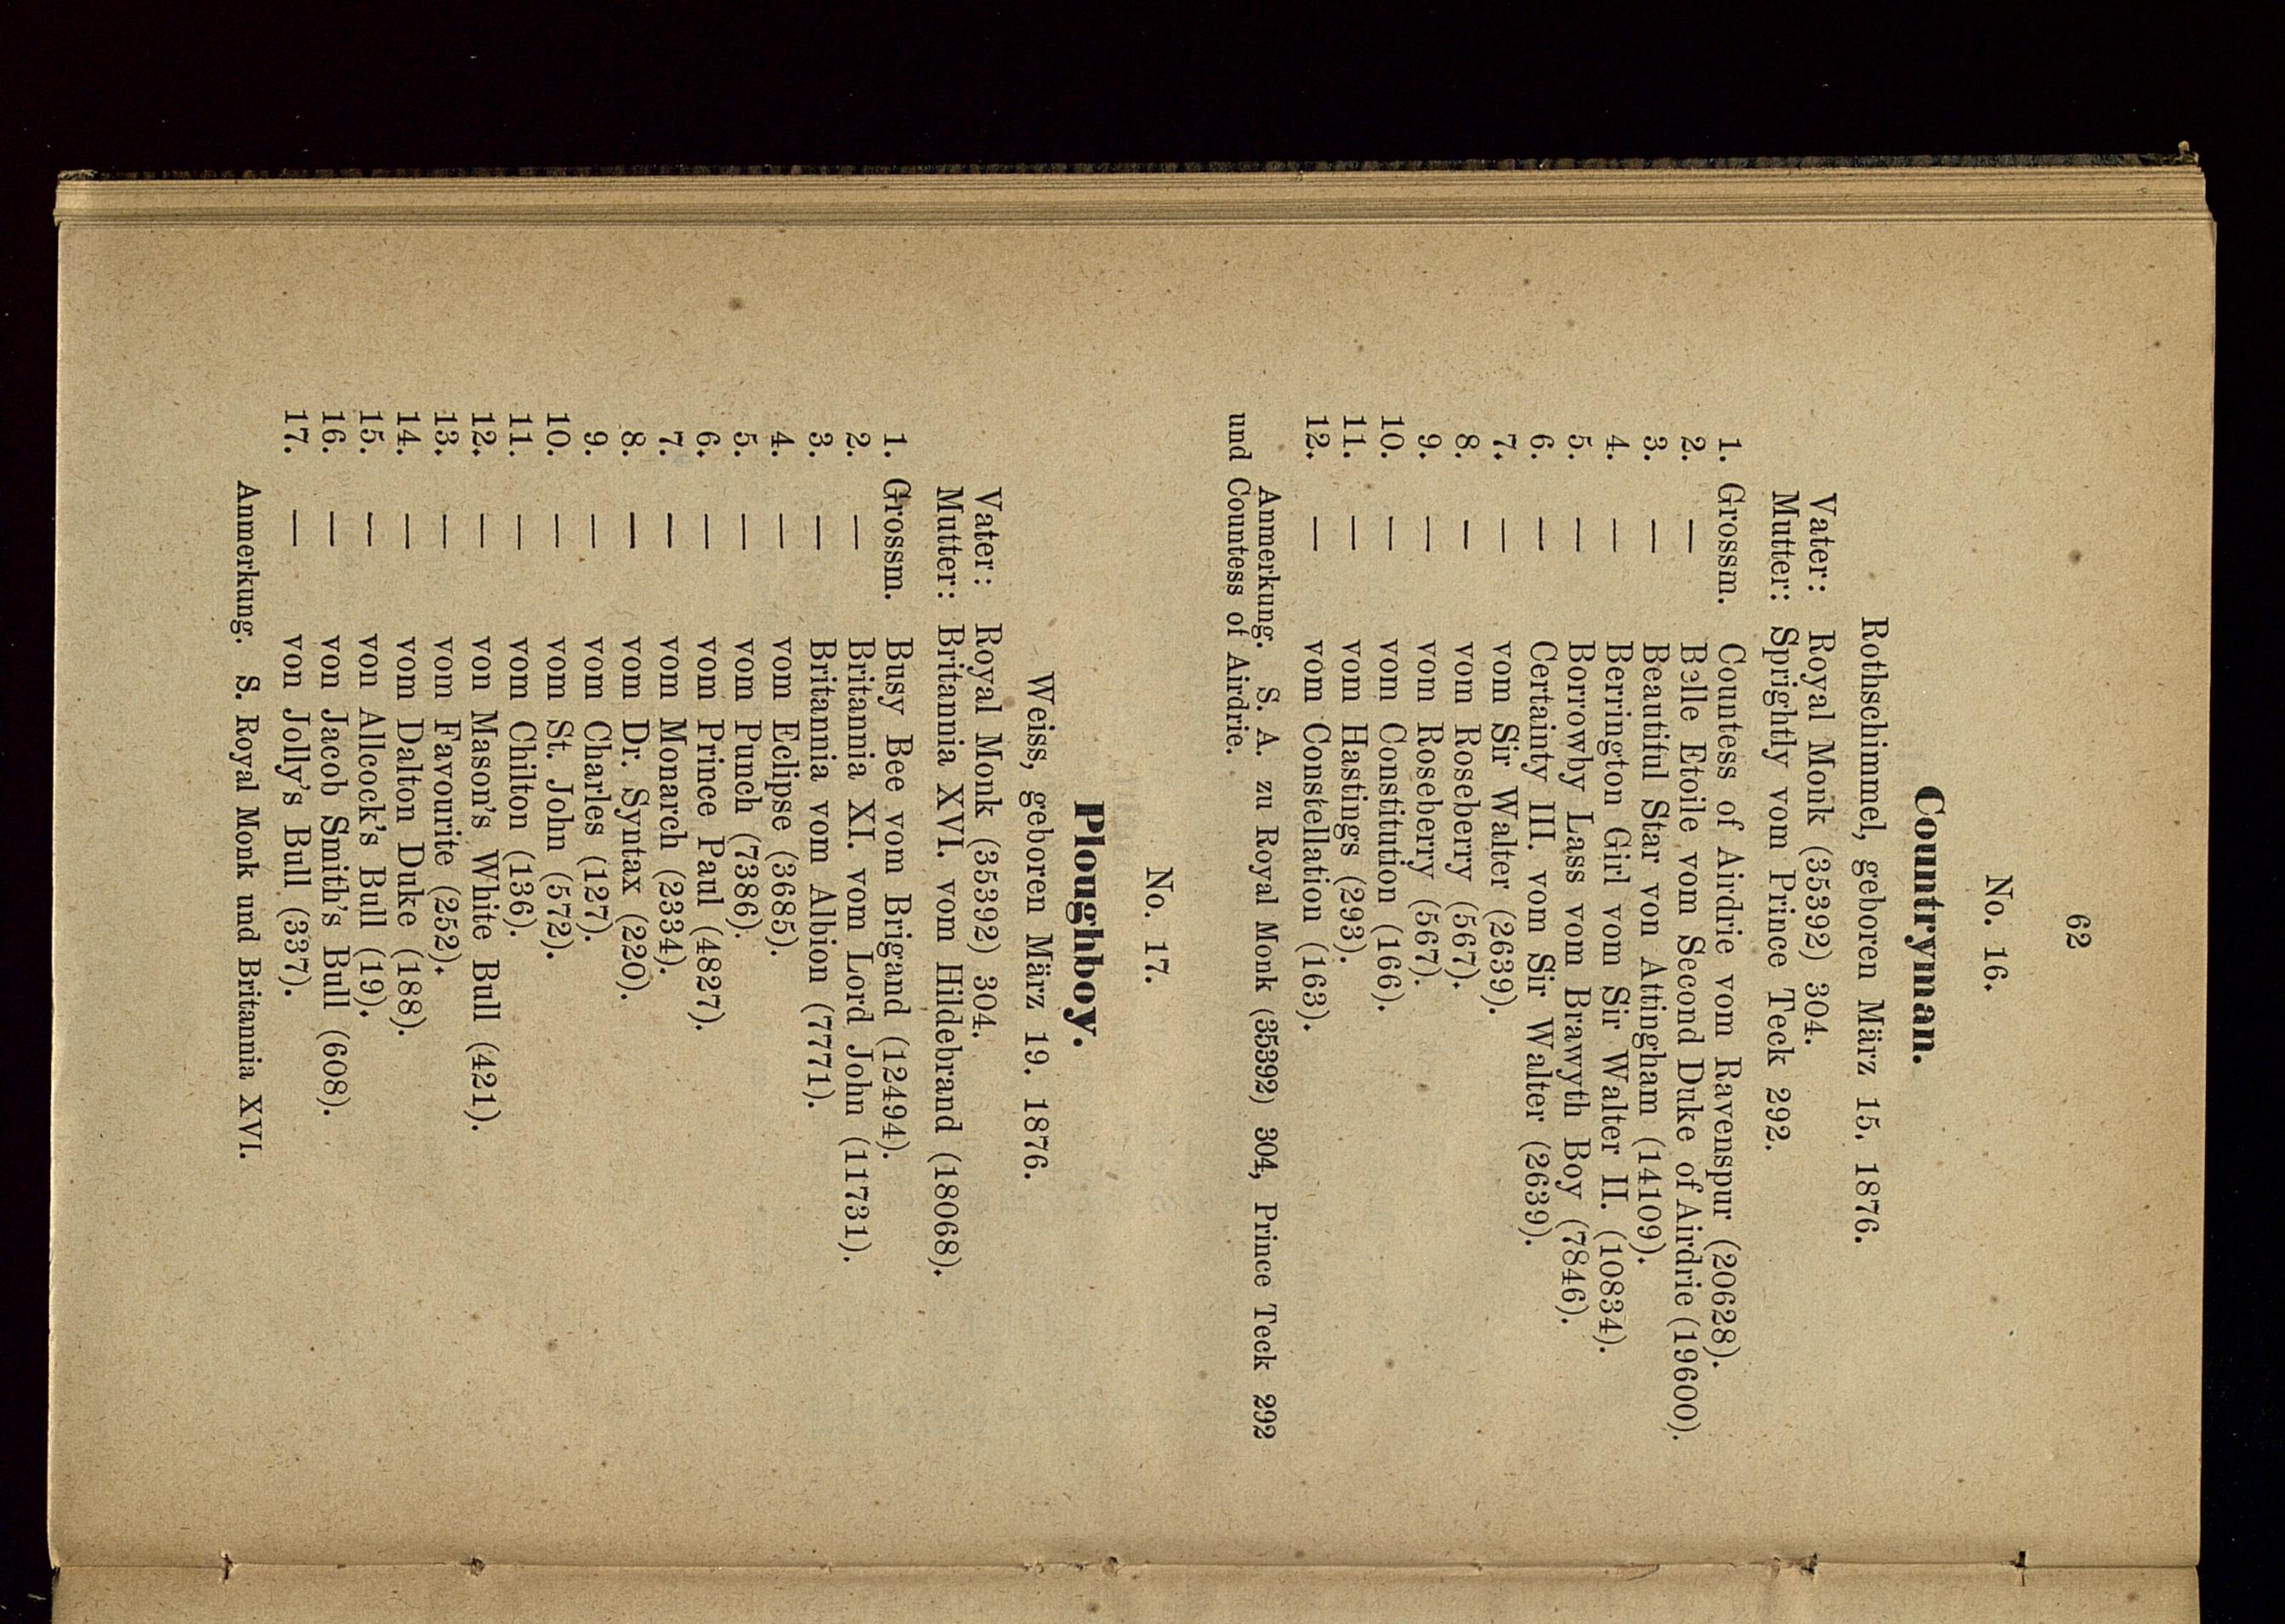 62
No. 16.
Countryman.
Rothschimmel, geboren März 15. 1876.
Vater: Royal Monk (35392) 304.
Mutter: Sprightly vom Prince Teck 292.
1. Grossm. Countess of Airdrie vom Ravenspur (20628).
2. — Belle Etoile vom Second Duke of Airdrie (19600).
3. — Beautiful Star von Attingham (14109).
4. — Berrington Girl vom Sir Walter II. (10834).
5. — Borrowby Lass vom Brawyth Boy (7846).
6. — Certainty III. vom Sir Walter (2639).
7. — vom Sir Walter (2639).
8. — vom Roseberry (567).
9. — vom Roseberry (567).
10. — vom Constitution (166).
11. — vom Hastings (293).
12. — vom Constellation (163).
Anmerkung. S. A. zu Royal Monk (35392) 304, Prince Teck 292
und Countess of Airdrie.
No. 17.
Ploughboy.
Weiss, geboren März 19. 1876.
Vater: Royal Monk (35392) 304.
Mutter: Britannia XVI. vom Hildebrand (18068).
1. Grossm. Busy Bee vom Brigand (12494).
2. — Britannia XI. vom Lord John (11731).
3. — Britannia vom Albion (7771).
4. — vom Eclipse (3685).
5. — vom Punch (7386).
6. — vom Prince Paul (4827).
7. — vom Monarch (2334).
8. — vom Dr. Syntax (220).
9. — vom Charles (127).
10. — vom St. John (572).
11. — vom Chilton (136).
12. — von Mason's White Bull (421).
13. — vom Favourite (252).
14. — vom Dalton Duke (188).
15. — von Allcock's Bull (19).
16. — von Jacob Smith's Bull (608).
17. — von Jolly's Bull (337).
Anmerkung. S. Royal Monk und Britannia XVI.